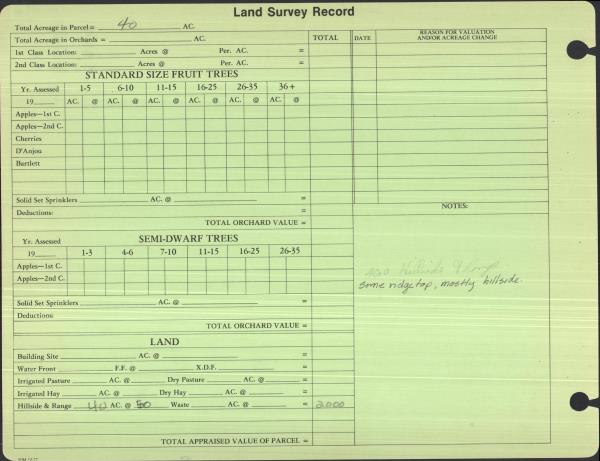 Land Survey Record
Total Acreage in Parcel = 40 AC.
Total Acreage in Orchards = AC. TOTAL DATE REASON FOR VALUATION AND/OR ACREAGE CHANGE
1st Class Location: Acres @ Per. AC. =
2nd Class Location: Acres @ Per. AC. =
STANDARD SIZE FRUIT TREES
Yr. Assessed 1-5 6-10 11-15 16-25 26-35 36 +
19 AC. @ AC. @ AC. @ AC. @ AC. @ AC. @
Apples—1st C.
Apples—2nd C.
Cherries
D'Anjou
Bartlett
Solid Set Sprinklers AC. @ =
Deductions: =
TOTAL ORCHARD VALUE =
NOTES:
SEMI-DWARF TREES
Yr. Assessed
19 1-3 4-6 7-10 11-15 16-25 26-35
Apples—1st C.
Apples—2nd C.
some ridgetop, mostly hillside.
Solid Set Sprinklers AC. @ =
Deductions:
TOTAL ORCHARD VALUE =
LAND
Building Site AC. @ =
Water Front F.F. @ X.D.F. =
Irrigated Pasture AC. @ Dry Pasture AC. @ =
Irrigated Hay AC. @ Dry Hay AC. @ =
Hillside & Range 40 AC. @ 50 Waste AC. @ = 2000
TOTAL APPRAISED VALUE OF PARCEL =